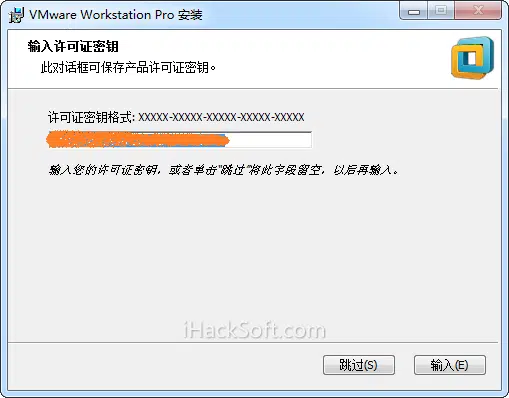 VMware Workstation Pro 安装
输入许可证密钥
此对话框可保存产品许可证密钥。
许可证密钥格式: XXXXX-XXXXX-XXXXX-XXXXX-XXXXX
输入您的许可证密钥，或者单击"跳过"将此字段留空，以后再输入。
iHackSoft.com
跳过(S)
输入(E)